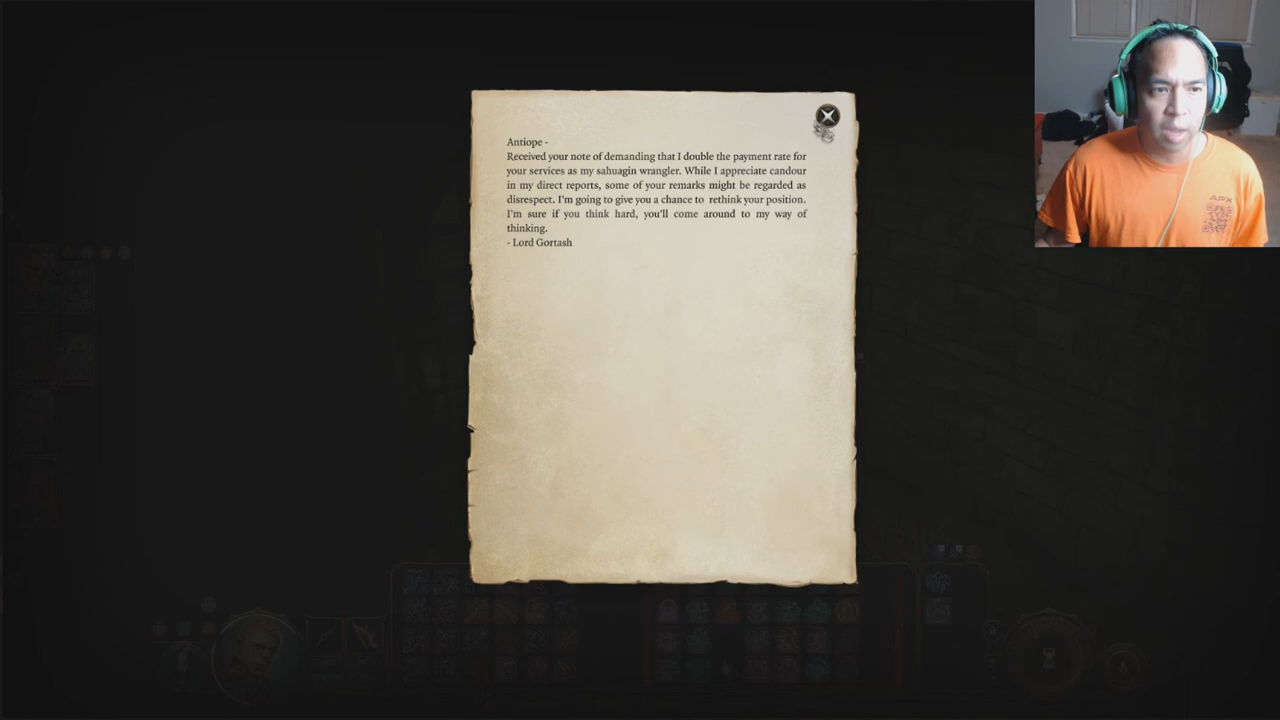 Antiope -
Received your note of demanding that I double the payment rate for
your services as my sahuagin wrangler. While I appreciate candour
in my direct reports, some of your remarks might be regarded as
disrespect. I'm going to give you a chance to rethink your position.
I'm sure if you think hard, you'll come around to my way of
thinking.
- Lord Gortash
APX